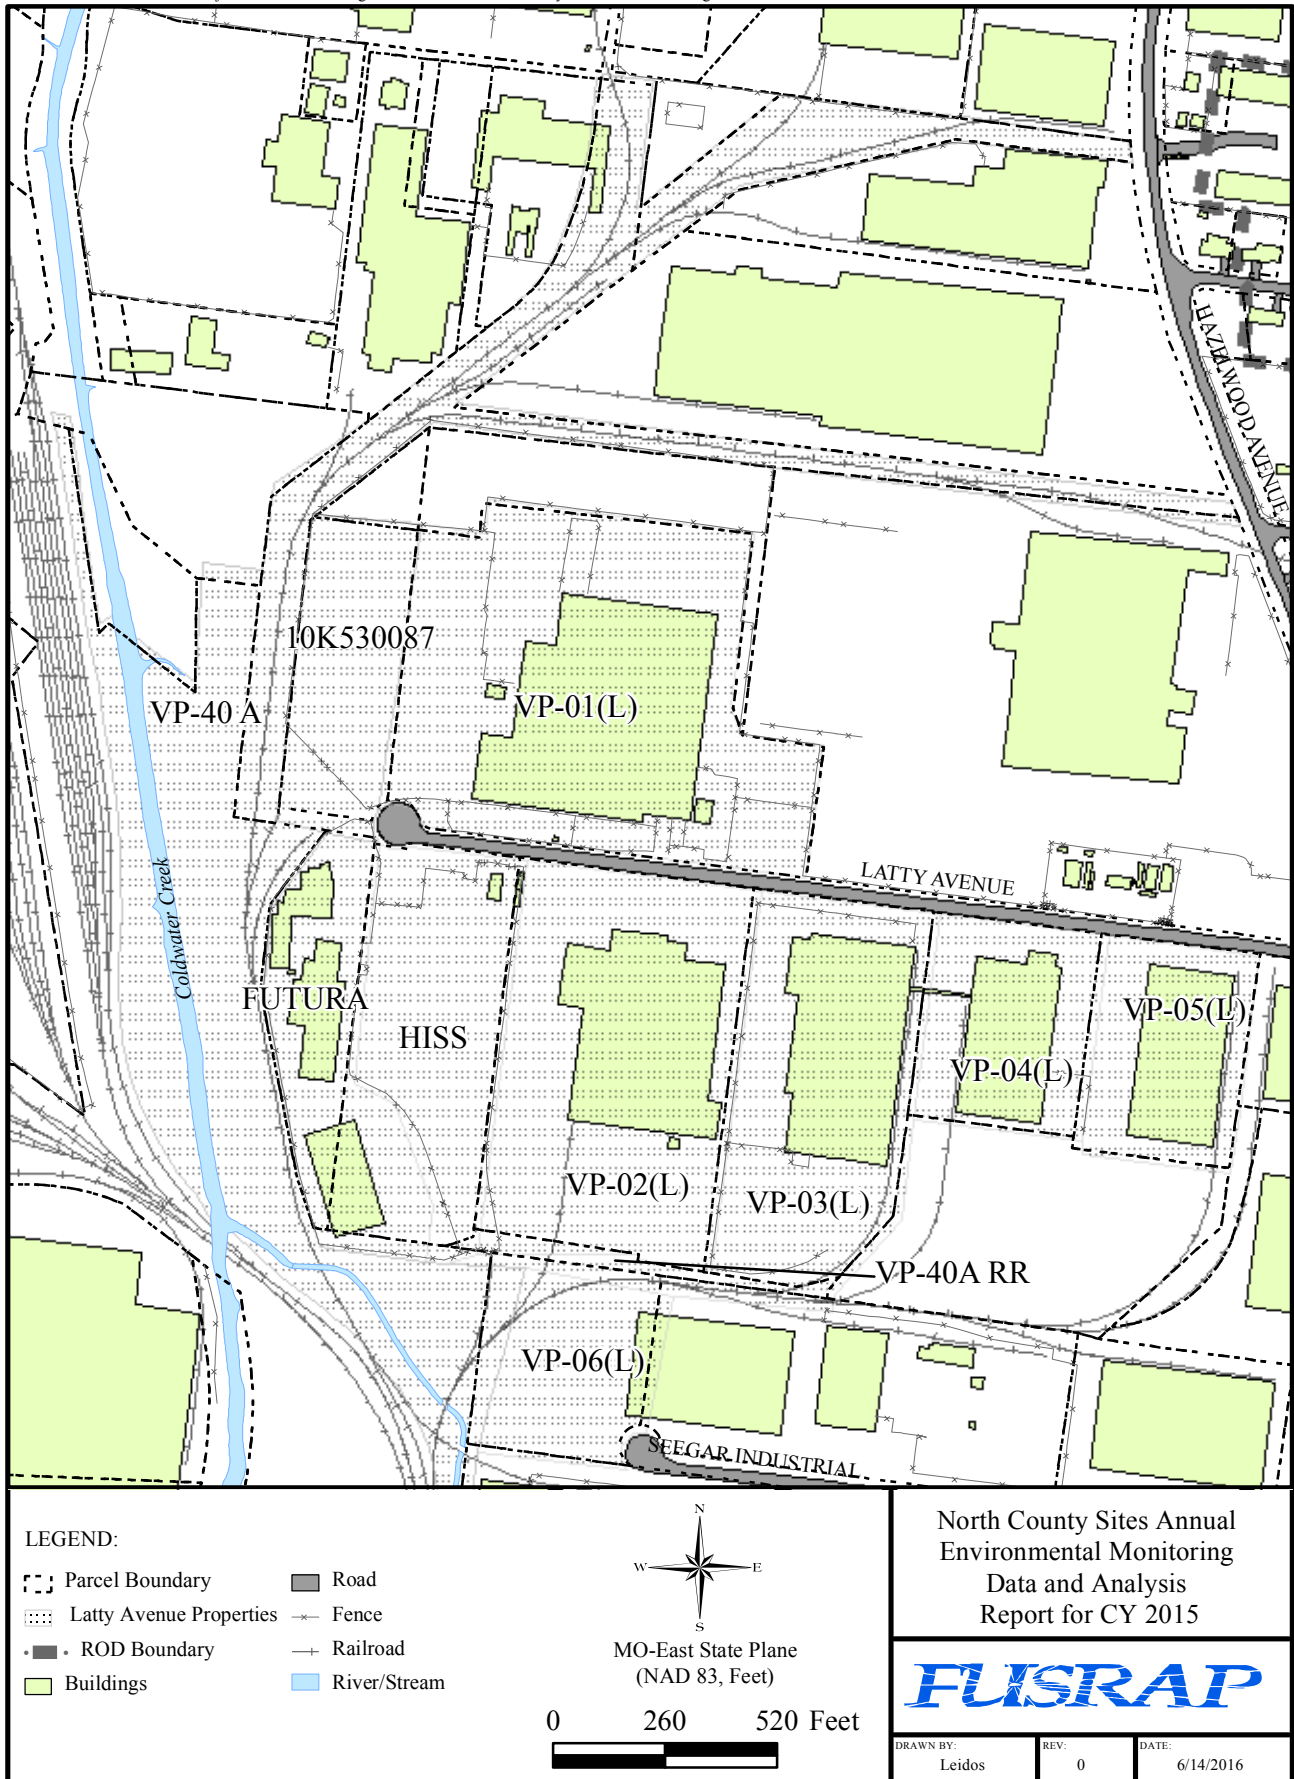 HAZELWOOD AVENUE
10K530087
VP-01(L)
VP-40 A
LATTY AVENUE
Coldwater Creek
FUTURA
HISS
VP-05(L)
VP-04(L)
VP-02(L)
VP-03(L)
VP-40A RR
VP-06(L)
SEEGAR INDUSTRIAL
LEGEND:
Parcel Boundary
Latty Avenue Properties
ROD Boundary
Buildings
Road
Fence
Railroad
River/Stream
N
W E
S
MO-East State Plane
(NAD 83, Feet)
0 260 520 Feet
North County Sites Annual
Environmental Monitoring
Data and Analysis
Report for CY 2015
FUSRAP
DRAWN BY:
Leidos
REV:
0
DATE:
6/14/2016